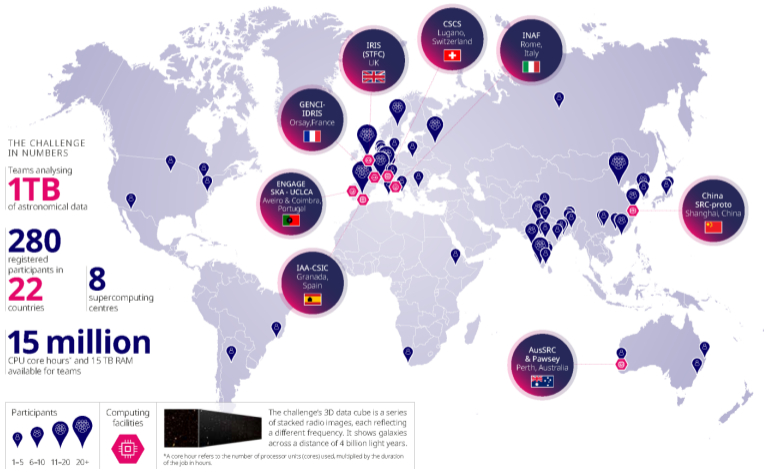 IRIS
(STFC)
UK
CSCS
Lugano,
Switzerland
INAF
Rome,
Italy
GENCI-
IDRIS
Orsay,France
THE CHALLENGE
IN NUMBERS
Teams analysing
1TB
of astronomical data
280
registered
participants in
22
countries
8
supercomputing
centres
15 million
CPU core hours* and 15 TB RAM
available for teams
ENGAGE
SKA - UCLCA
Aveiro & Coimbra,
Portugal
IAA-CSIC
Granada,
Spain
China
SRC-proto
Shanghai, China
AusSRC
& Pawsey
Perth, Australia
Participants
1–5 6–10 11–20 20+
Computing
facilities
The challenge's 3D data cube is a series
of stacked radio images, each reflecting
a different frequency. It shows galaxies
across a distance of 4 billion light years.
*A core hour refers to the number of processor units (cores) used, multiplied by the duration
of the job in hours.